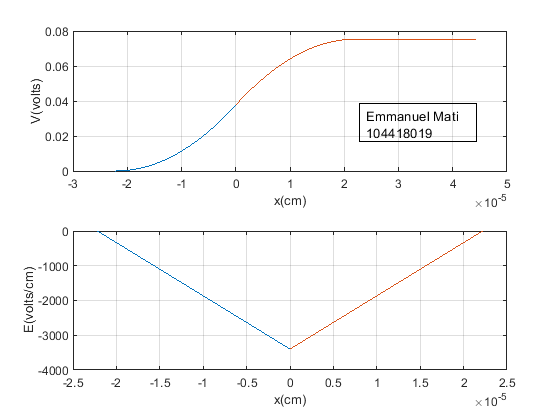 0.08
0.06
0.04
0.02
0
V(volts)
Emmanuel Mati
104418019
-3 -2 -1 0 1 2 3 4 5
x(cm)
×10⁻⁵
0
-1000
-2000
-3000
-4000
E(volts/cm)
-2.5 -2 -1.5 -1 -0.5 0 0.5 1 1.5 2 2.5
x(cm)
×10⁻⁵